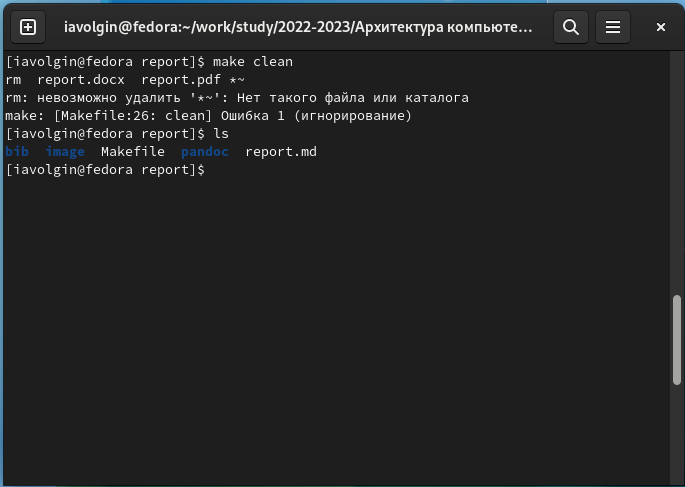 iavolgin@fedora:~/work/study/2022-2023/Архитектура компьюте…
[iavolgin@fedora report]$ make clean
rm  report.docx  report.pdf *~
rm: невозможно удалить '*~': Нет такого файла или каталога
make: [Makefile:26: clean] Ошибка 1 (игнорирование)
[iavolgin@fedora report]$ ls
bib  image  Makefile  pandoc  report.md
[iavolgin@fedora report]$